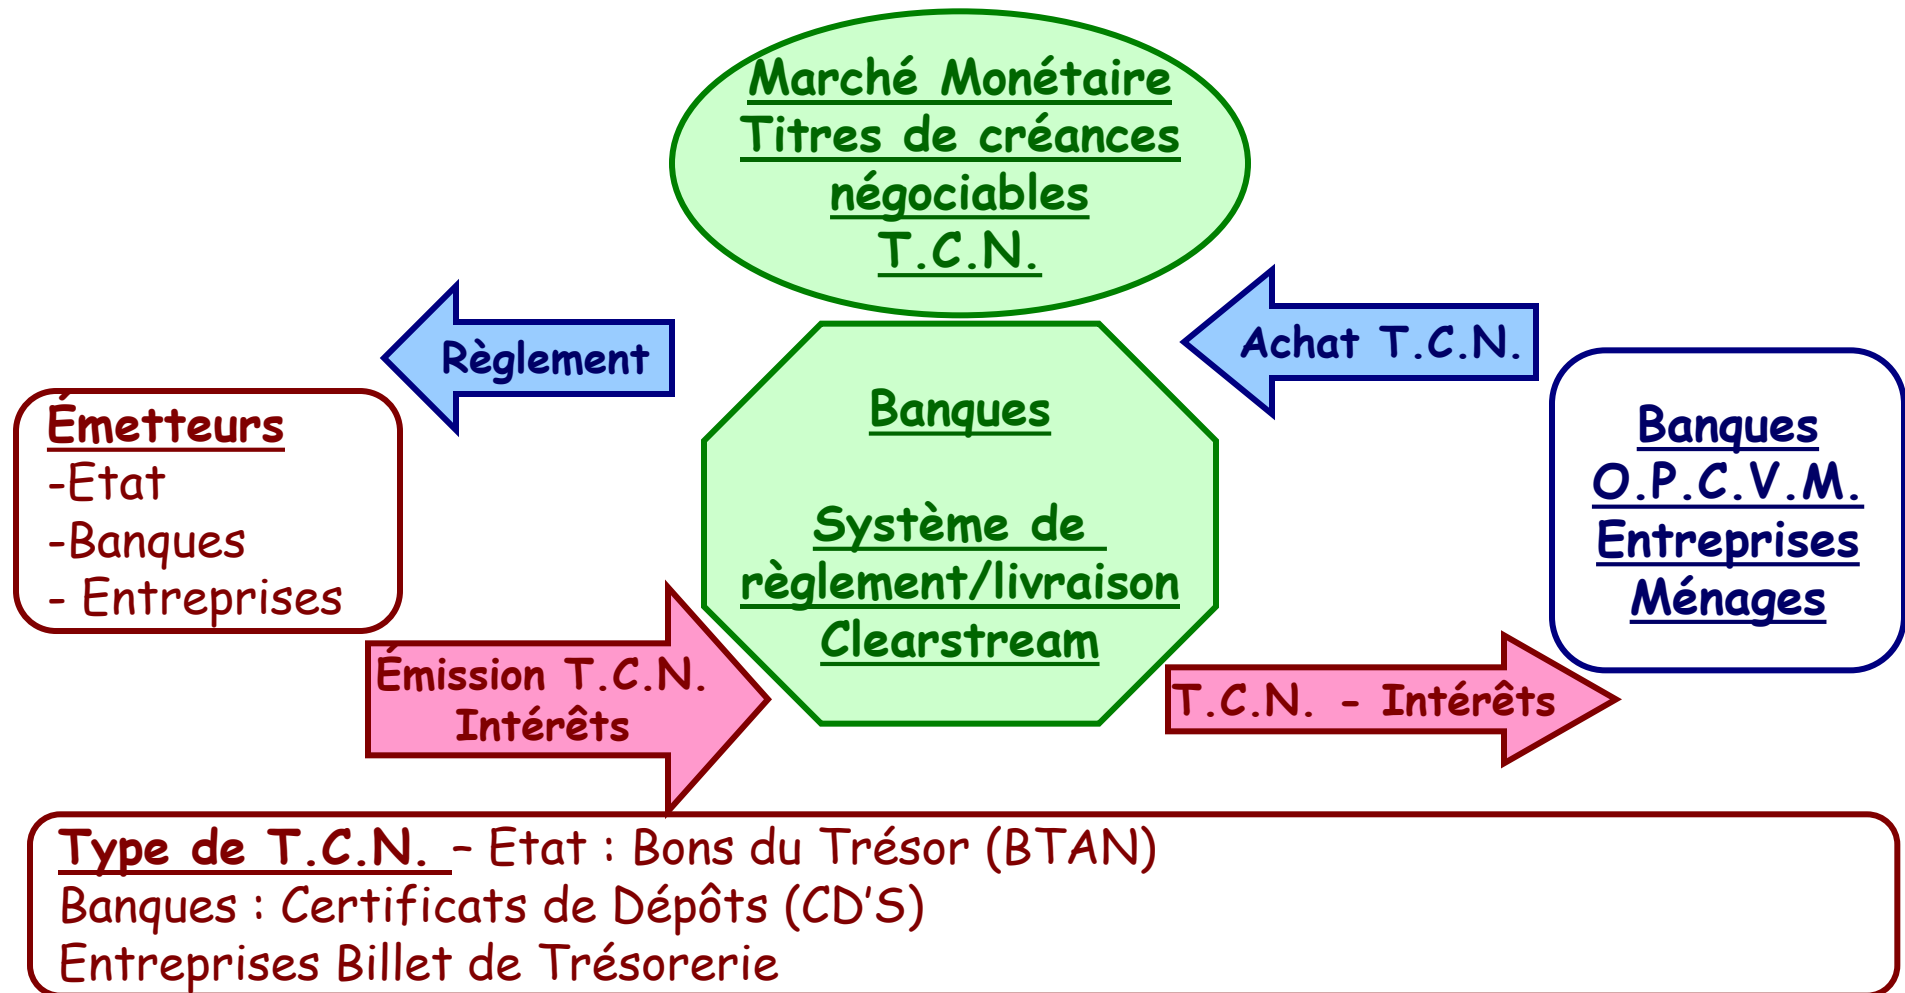 Marché Monétaire
Titres de créances
négociables
T.C.N.
Règlement
Achat T.C.N.
Émetteurs
-Etat
-Banques
- Entreprises
Banques
Système de
règlement/livraison
Clearstream
Banques
O.P.C.V.M.
Entreprises
Ménages
Émission T.C.N.
Intérêts
T.C.N. - Intérêts
Type de T.C.N. – Etat : Bons du Trésor (BTAN)
Banques : Certificats de Dépôts (CD’S)
Entreprises Billet de Trésorerie